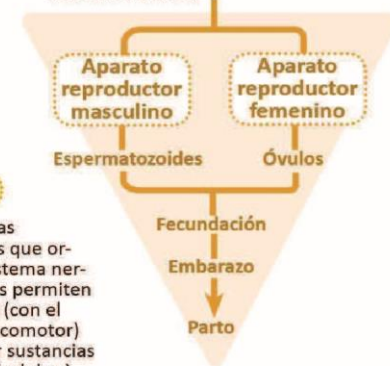 Aparato
reproductor
masculino
Aparato
reproductor
femenino
Espermatozoides
Óvulos
Fecundación
Embarazo
Parto
s que or-
stema ner-
s permiten
(con el
comotor)
sustancias